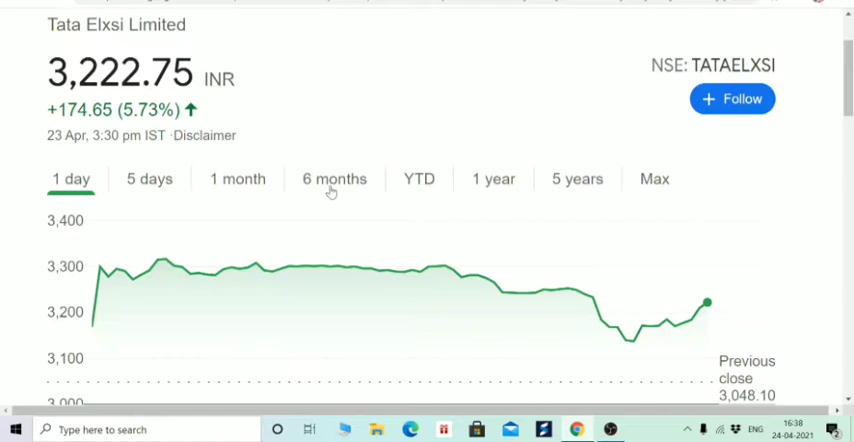 Tata Elxsi Limited
3,222.75 INR
NSE: TATAELXSI
+ Follow
+174.65 (5.73%) ↑
23 Apr, 3:30 pm IST ·Disclaimer
1 day 5 days 1 month 6 months YTD 1 year 5 years Max
3,400
3,300
3,200
3,100
3,000
Previous
close
3,048.10
Type here to search
ENG
16:38
24-04-2021
2